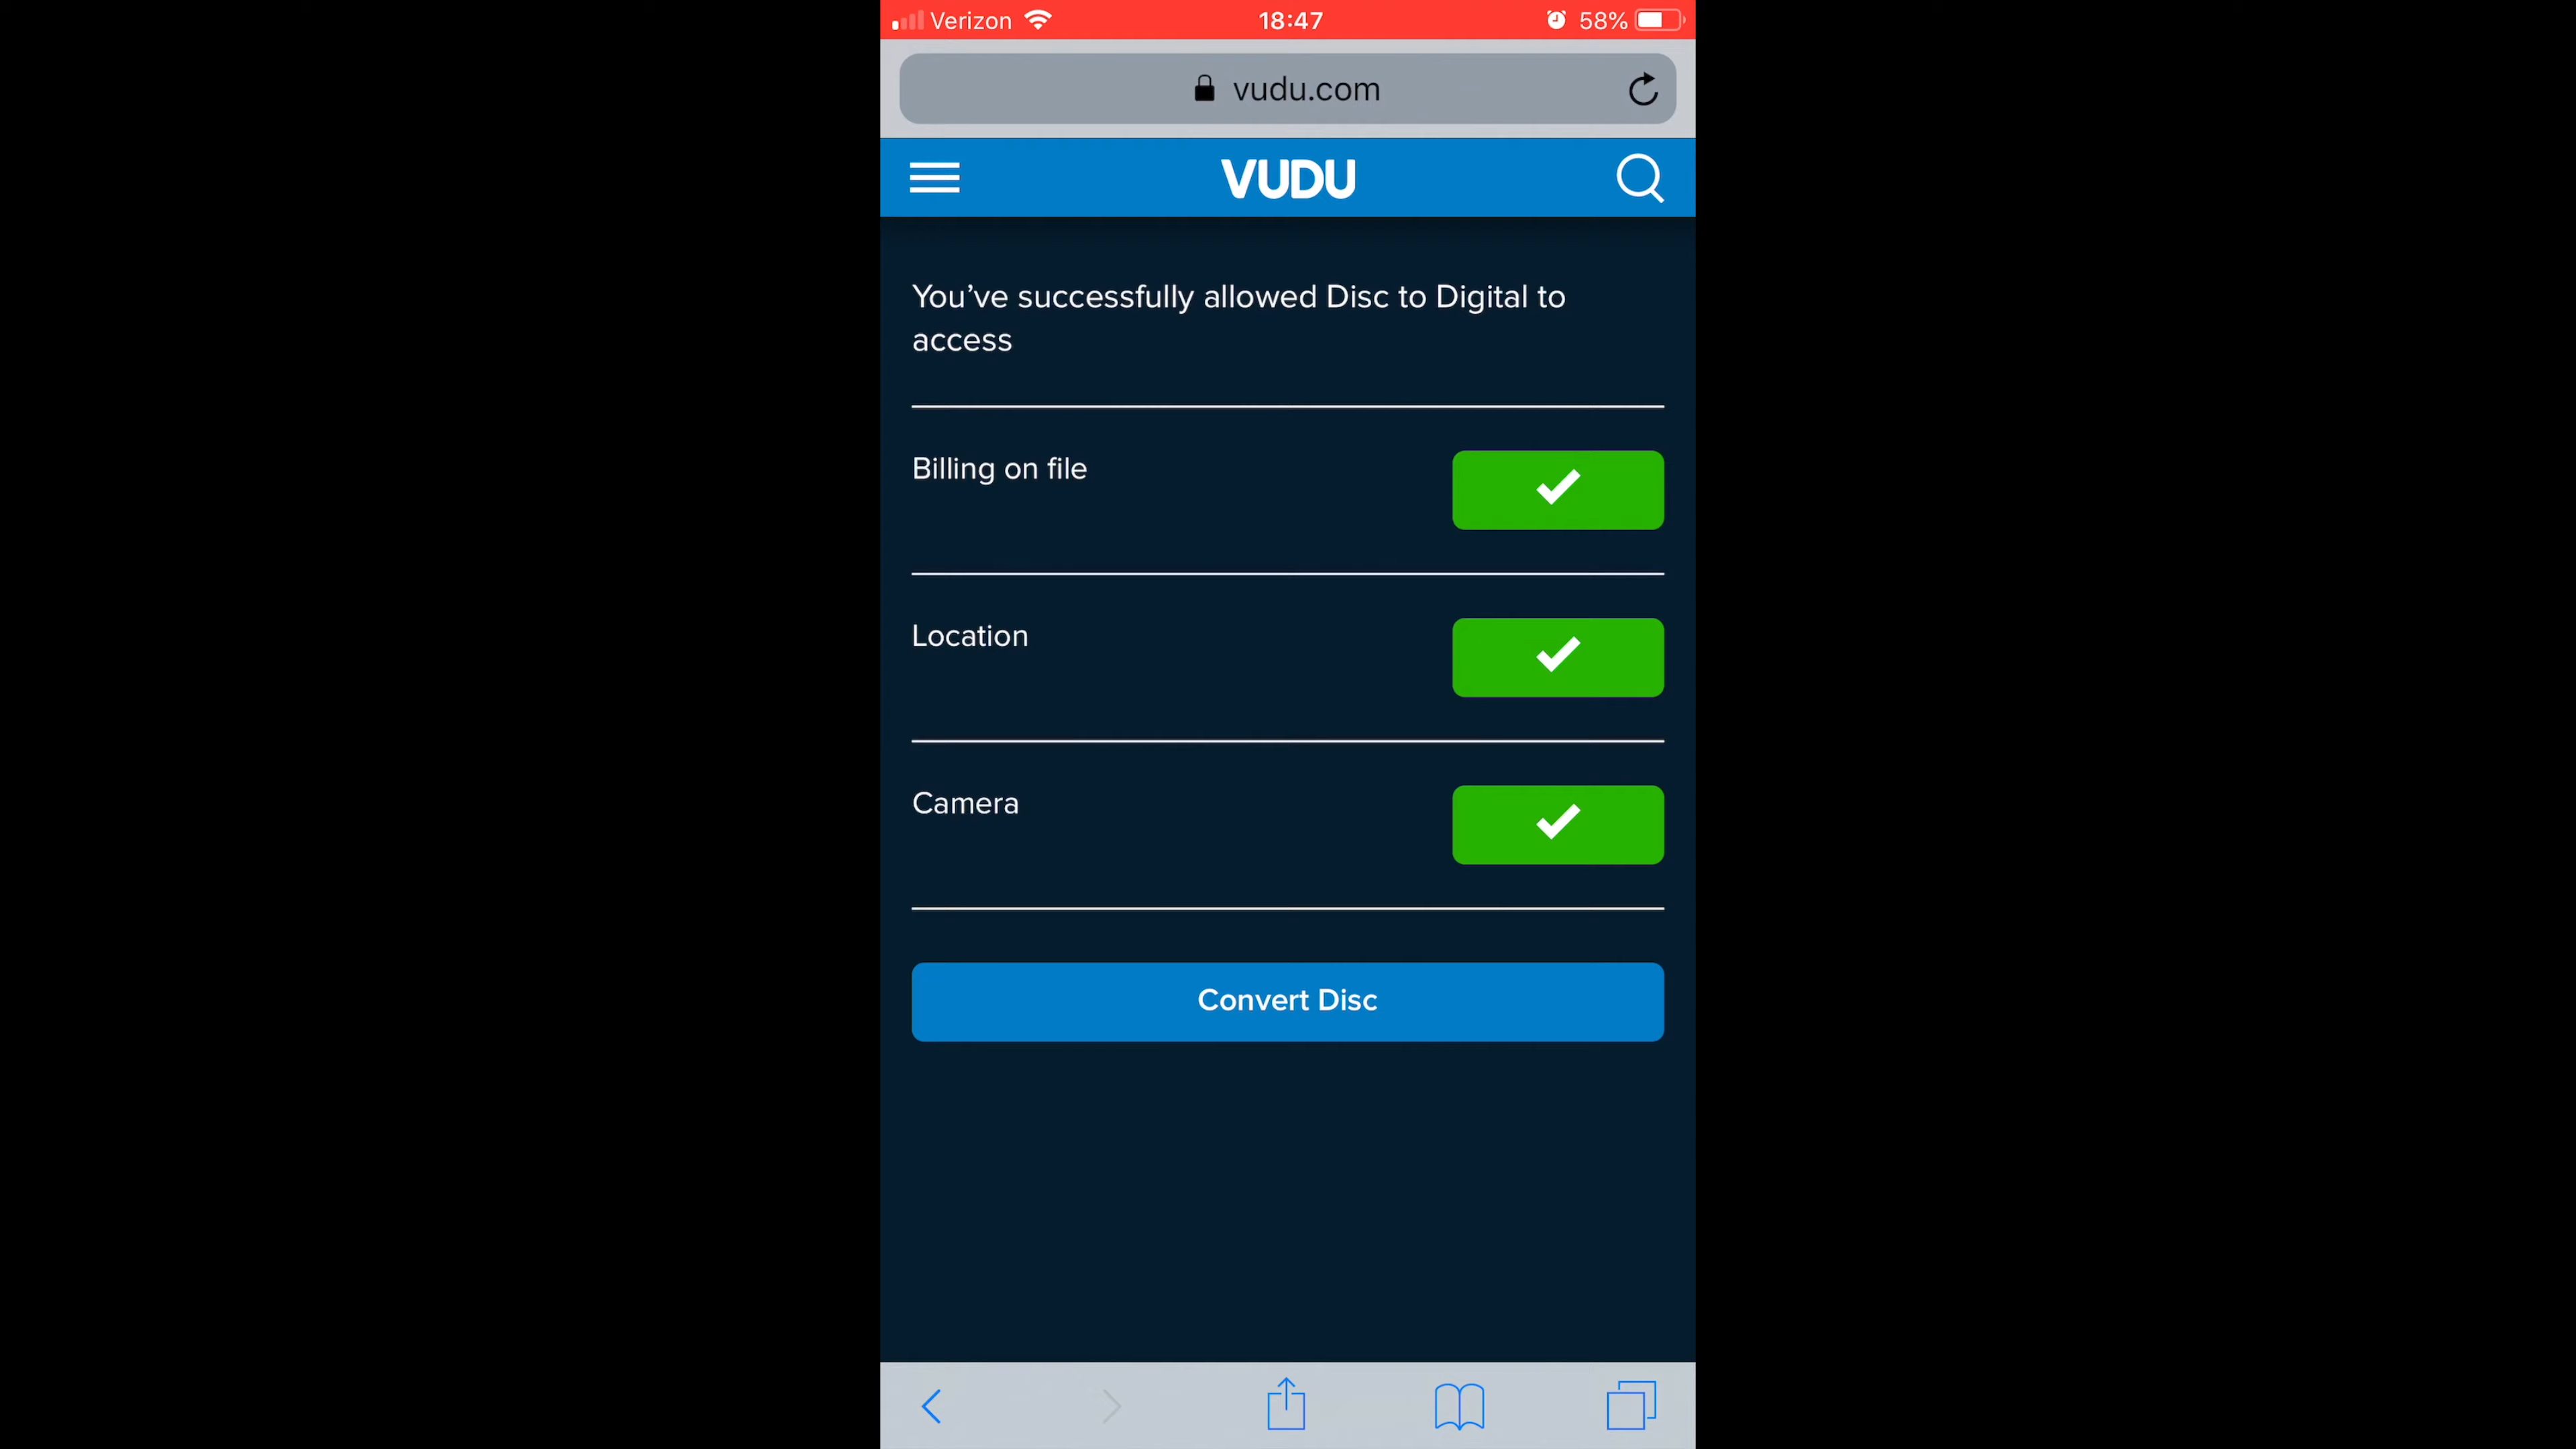 Verizon 18:47 58%
vudu.com
VUDU
You’ve successfully allowed Disc to Digital to
access
Billing on file
Location
Camera
Convert Disc